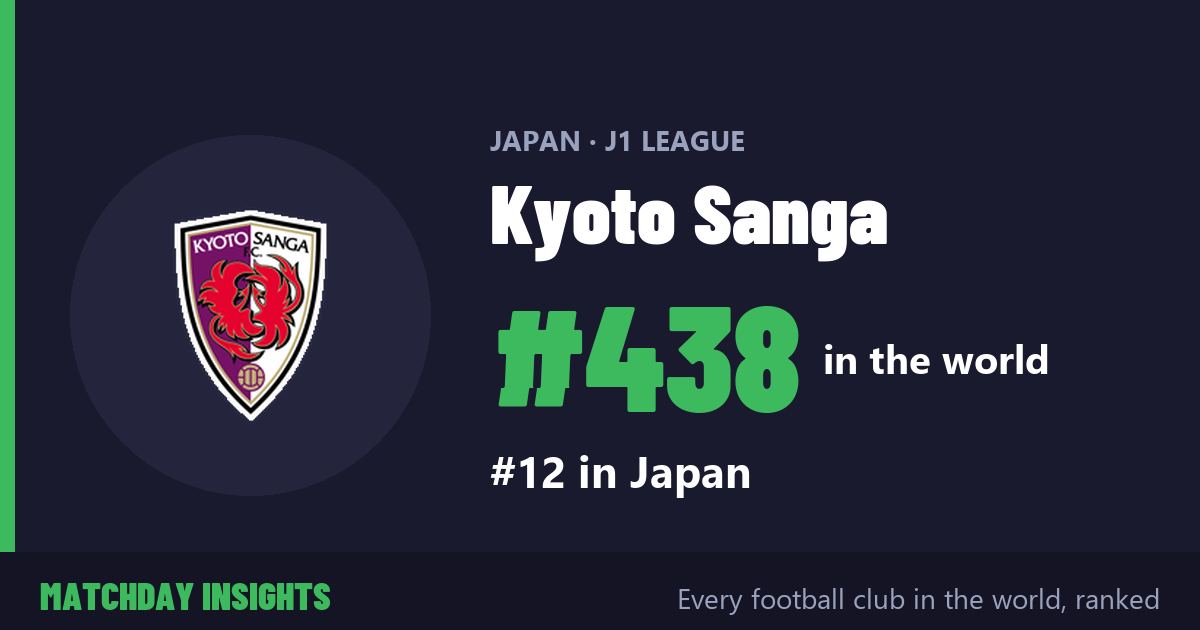 JAPAN · J1 LEAGUE
Kyoto Sanga
KYOTO SANGA
F.C.
#438 in the world
#12 in Japan
MATCHDAY INSIGHTS
Every football club in the world, ranked